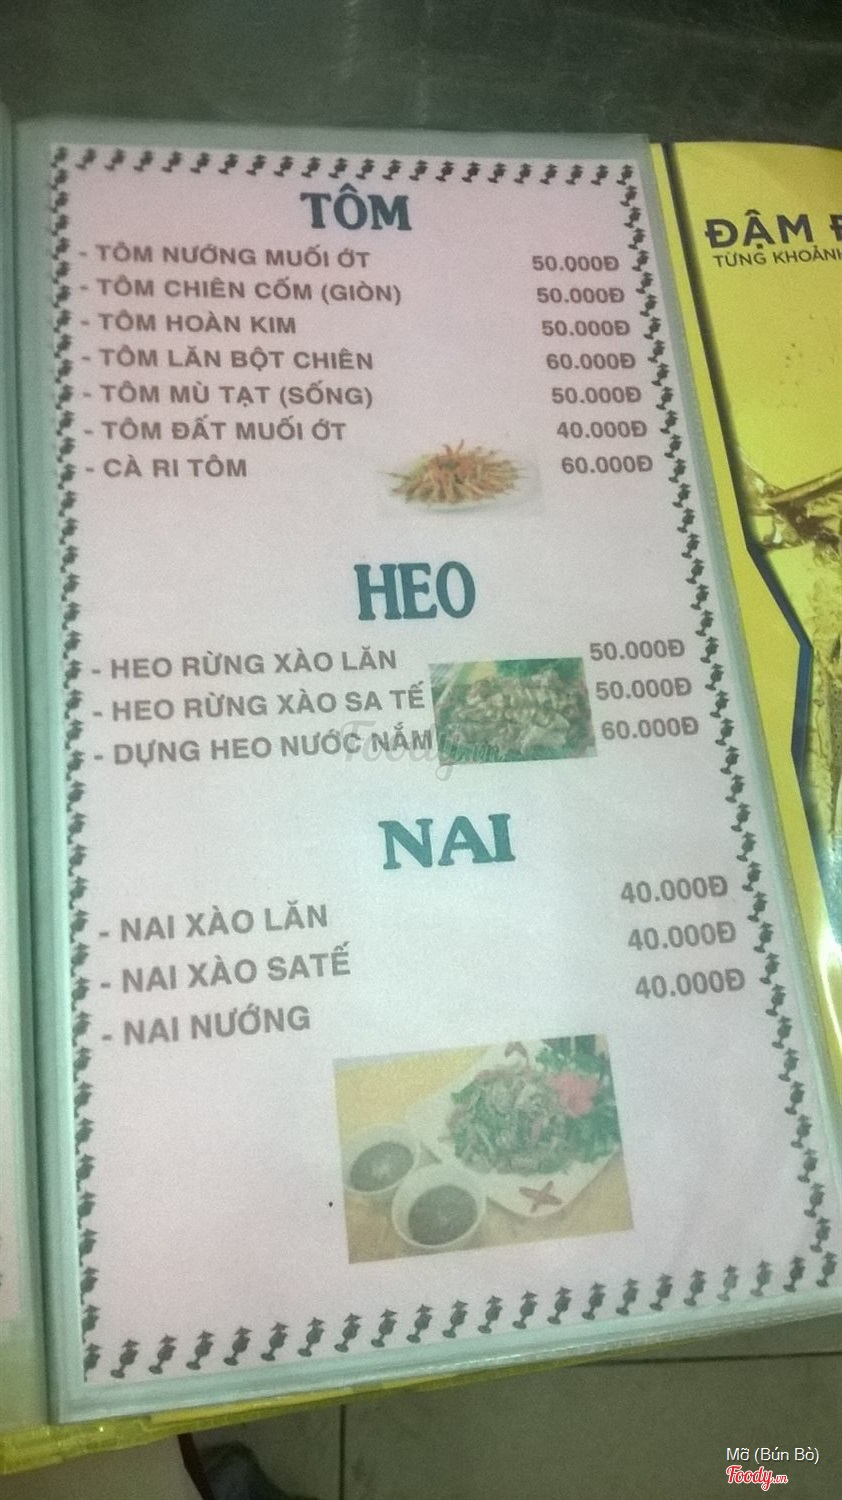 TÔM
- TÔM NƯỚNG MUỐI ỚT 50.000Đ
- TÔM CHIÊN CỐM (GIÒN) 50.000Đ
- TÔM HOÀN KIM 50.000Đ
- TÔM LĂN BỘT CHIÊN 60.000Đ
- TÔM MÙ TẠT (SỐNG) 50.000Đ
- TÔM ĐẤT MUỐI ỚT 40.000Đ
- CÀ RI TÔM 60.000Đ
HEO
- HEO RỪNG XÀO LĂN 50.000Đ
- HEO RỪNG XÀO SA TẾ 50.000Đ
- DỰNG HEO NƯỚC NẮM 60.000Đ
NAI
- NAI XÀO LĂN 40.000Đ
- NAI XÀO SATẾ 40.000Đ
- NAI NƯỚNG 40.000Đ
ĐẬM
TỪNG KHOẢNH
Foody.vn
Mỡ (Bún Bò)
Foody.vn